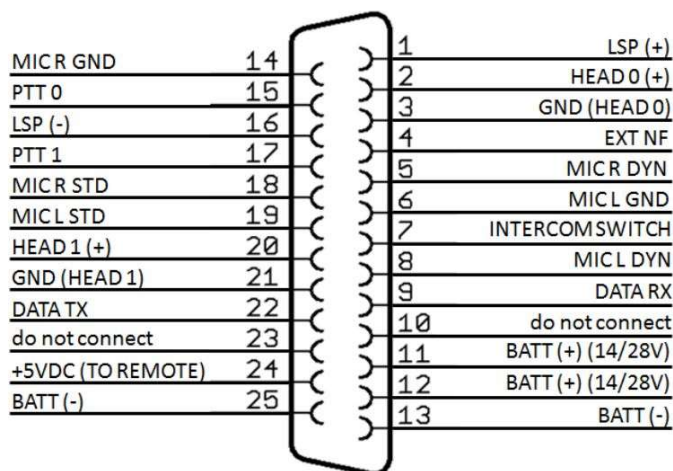 MIC R GND 14
PTT 0 15
LSP (-) 16
PTT 1 17
MIC R STD 18
MIC L STD 19
HEAD 1 (+) 20
GND (HEAD 1) 21
DATA TX 22
do not connect 23
+5VDC (TO REMOTE) 24
BATT (-) 25
1 LSP (+)
2 HEAD 0 (+)
3 GND (HEAD 0)
4 EXT NF
5 MIC R DYN
6 MIC L GND
7 INTERCOM SWITCH
8 MIC L DYN
9 DATA RX
10 do not connect
11 BATT (+) (14/28V)
12 BATT (+) (14/28V)
13 BATT (-)